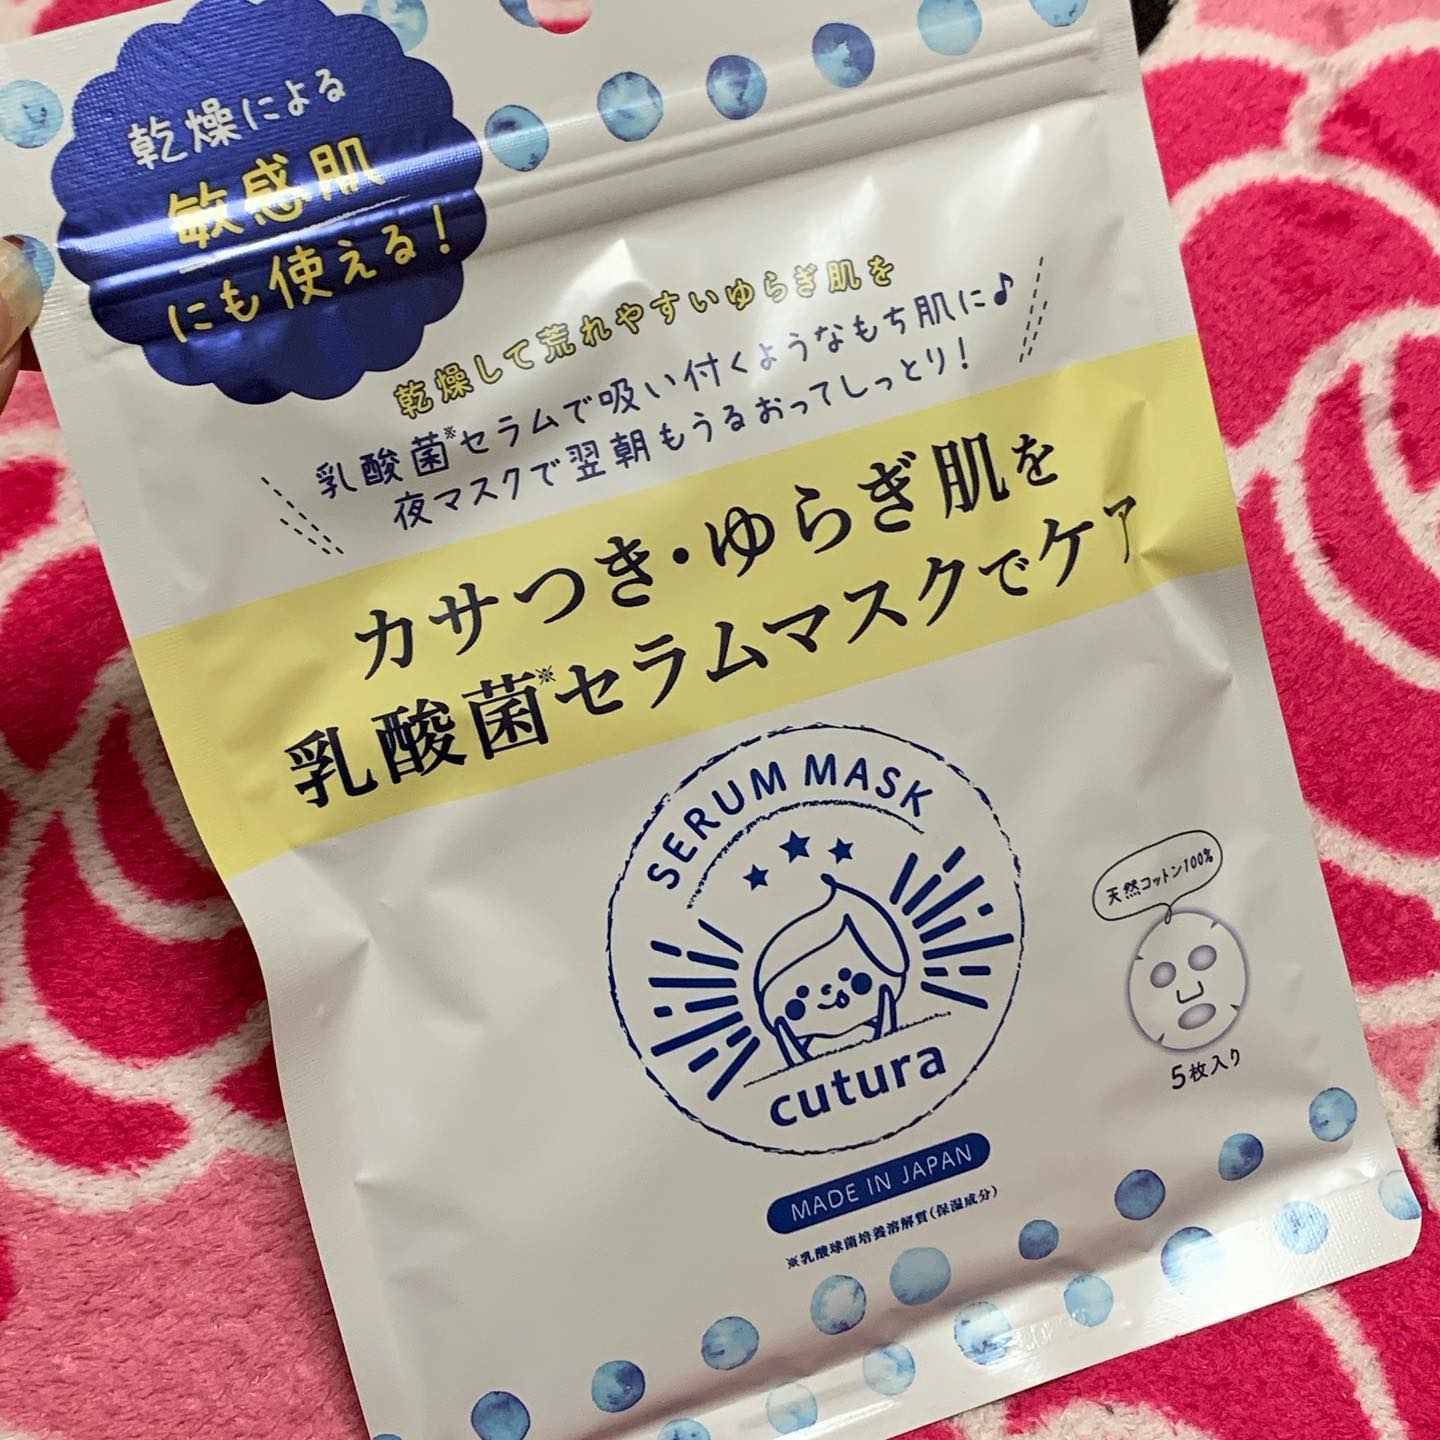 乾燥による
敏感肌
にも使える！
乾燥して荒れやすいゆらぎ肌を
乳酸菌※セラムで吸い付くようなもち肌に♪
夜マスクで翌朝もうるおってしっとり！
カサつき・ゆらぎ肌を
乳酸菌※セラムマスクでケア
SERUM MASK
cutura
天然コットン100%
5枚入り
MADE IN JAPAN
※乳酸球菌培養溶解質(保湿成分)